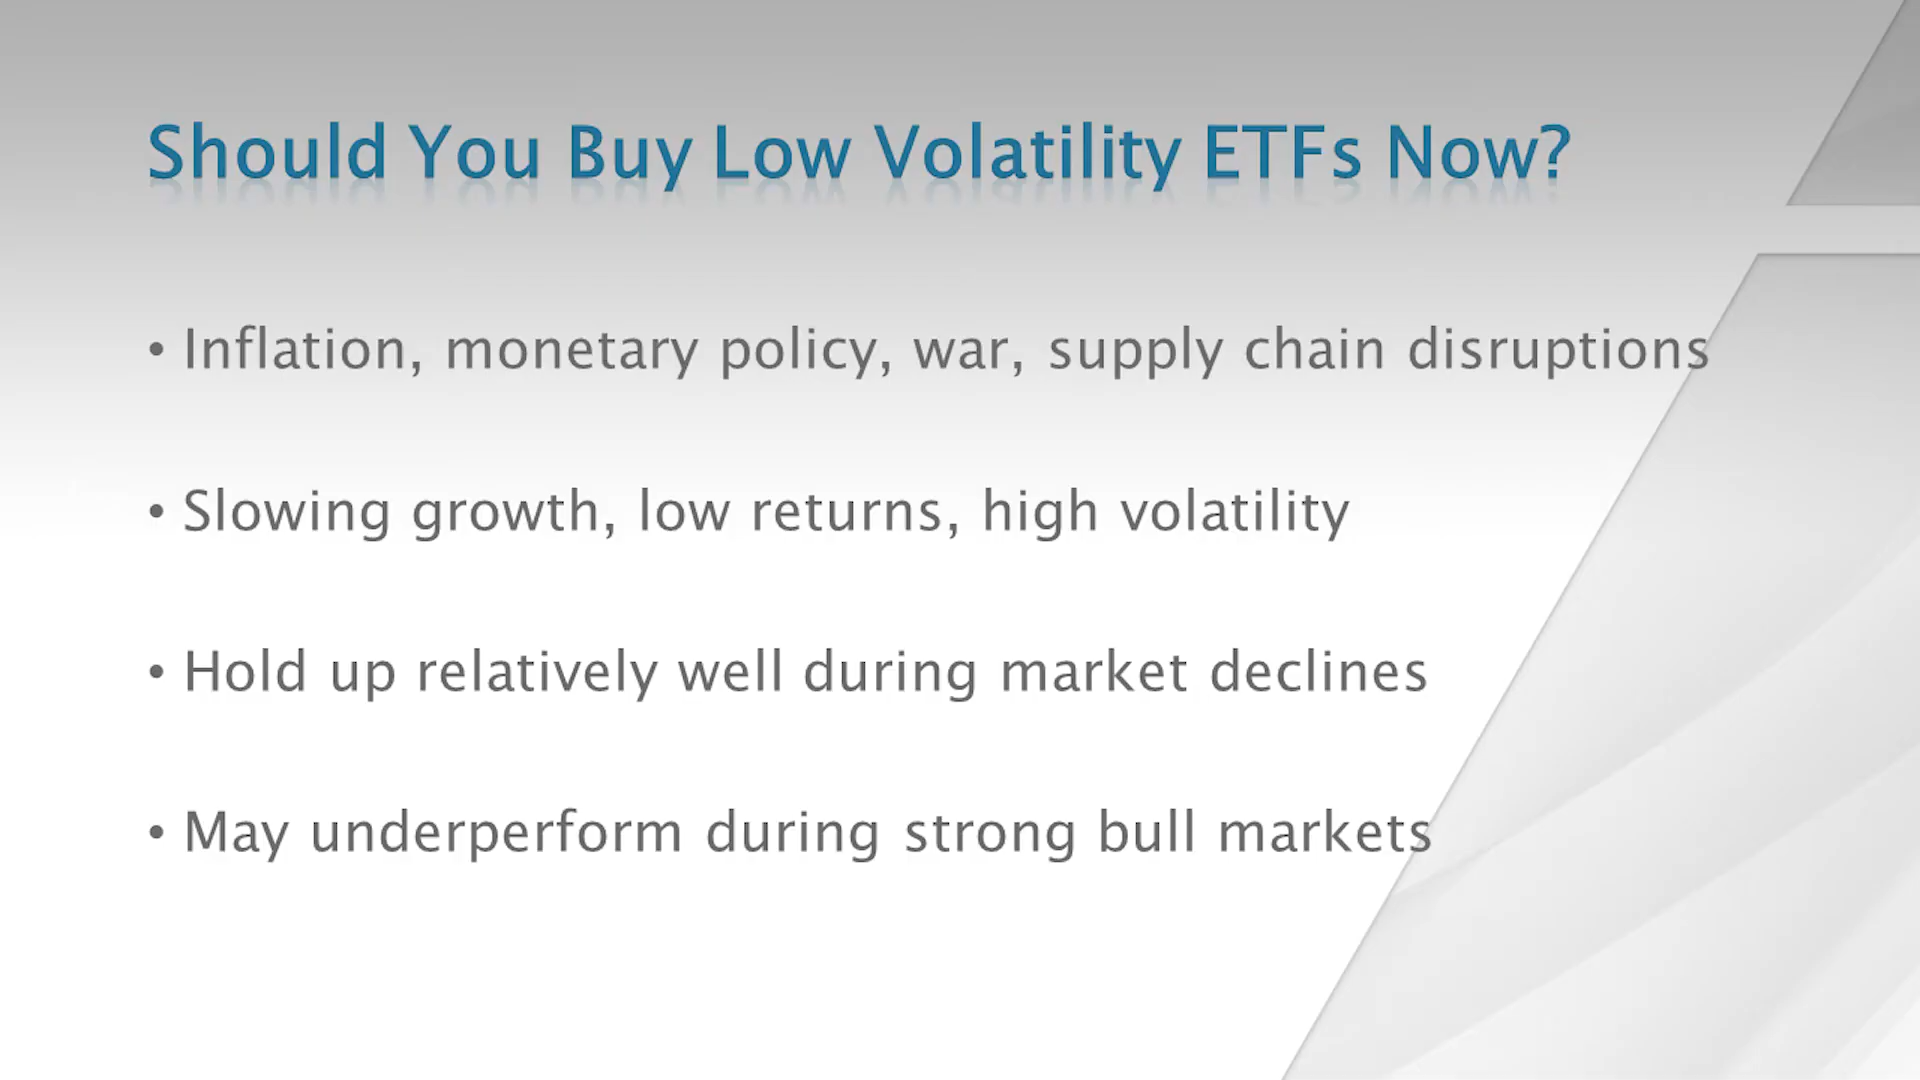 Should You Buy Low Volatility ETFs Now?
• Inflation, monetary policy, war, supply chain disruptions
• Slowing growth, low returns, high volatility
• Hold up relatively well during market declines
• May underperform during strong bull markets